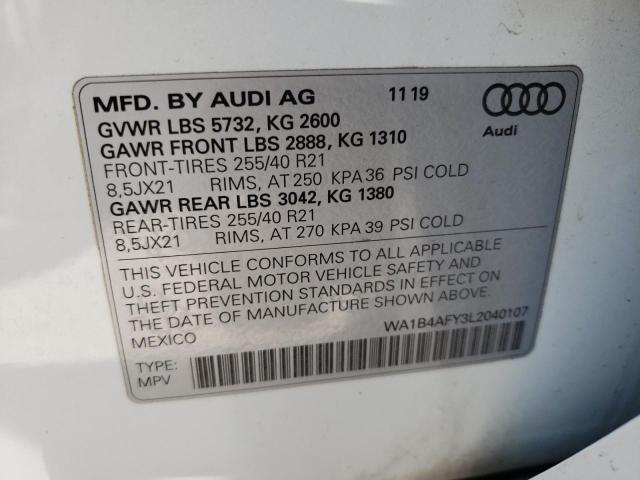 MFD. BY AUDI AG 11 19
GVWR LBS 5732, KG 2600
GAWR FRONT LBS 2888, KG 1310
FRONT-TIRES 255/40 R21
8,5JX21 RIMS, AT 250 KPA 36 PSI COLD
GAWR REAR LBS 3042, KG 1380
REAR-TIRES 255/40 R21
8,5JX21 RIMS, AT 270 KPA 39 PSI COLD
Audi
THIS VEHICLE CONFORMS TO ALL APPLICABLE
U.S. FEDERAL MOTOR VEHICLE SAFETY AND
THEFT PREVENTION STANDARDS IN EFFECT ON
THE DATE OF MANUFACTURE SHOWN ABOVE.
MEXICO
WA1B4AFY3L2040107
TYPE:
MPV